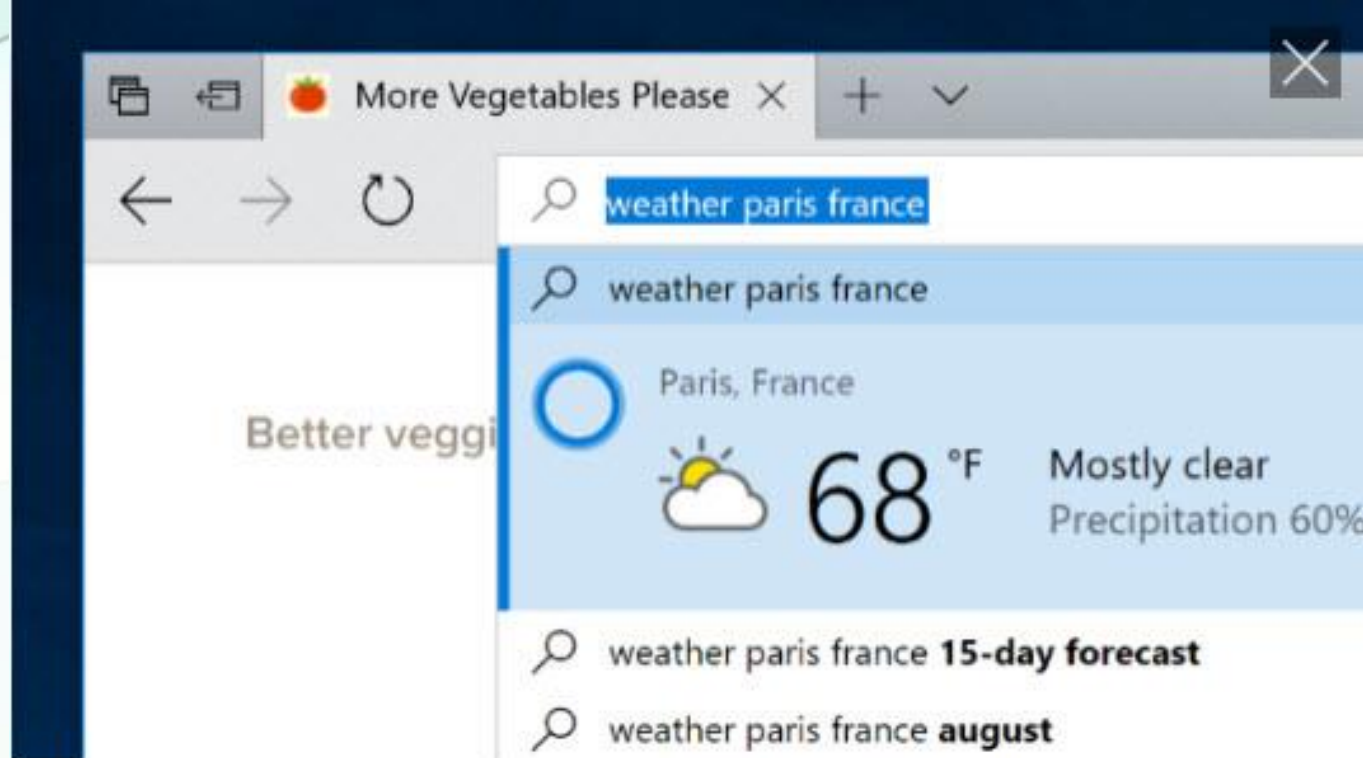 More Vegetables Please
weather paris france
weather paris france
Paris, France
Better veggi
68 °F Mostly clear
Precipitation 60%
weather paris france 15-day forecast
weather paris france august